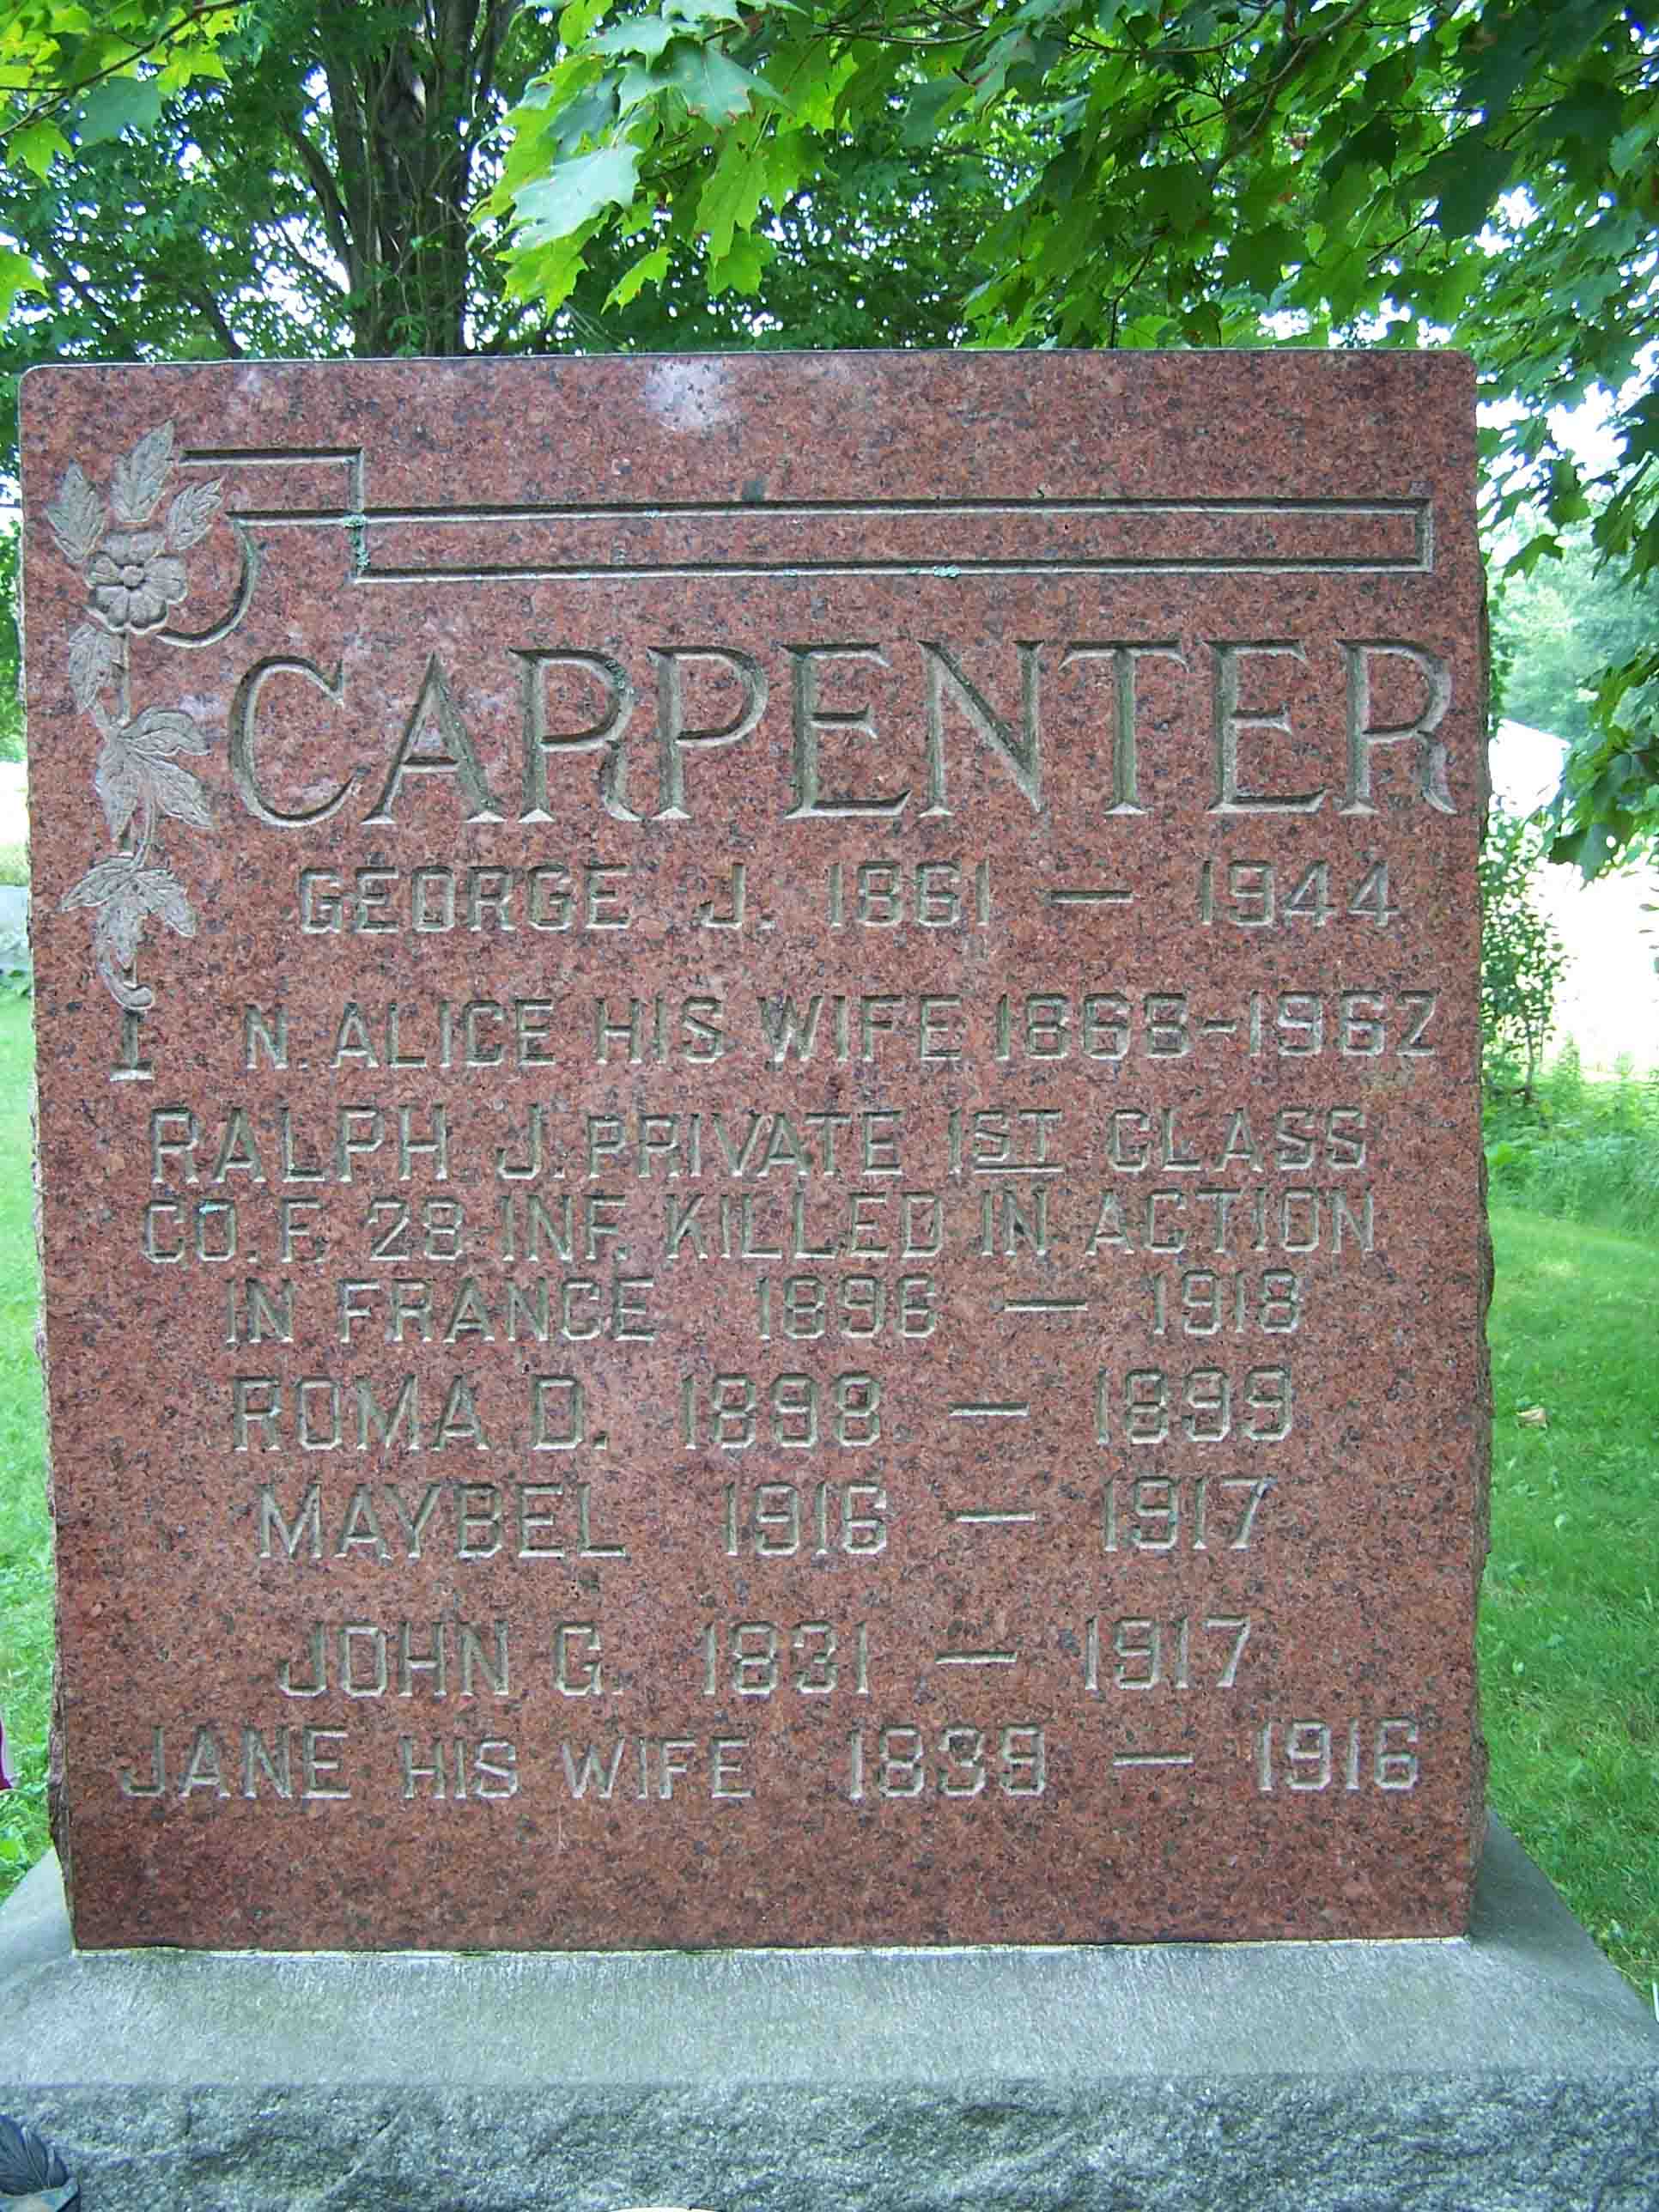 CARPENTER
GEORGE J. 1861 — 1944
N. ALICE HIS WIFE 1868-1962
RALPH J. PRIVATE 1ST CLASS
CO. F. 28 INF. KILLED IN ACTION
IN FRANCE 1896 — 1918
ROMA D. 1898 — 1899
MAYBEL 1916 — 1917
JOHN G. 1831 — 1917
JANE HIS WIFE 1839 — 1916